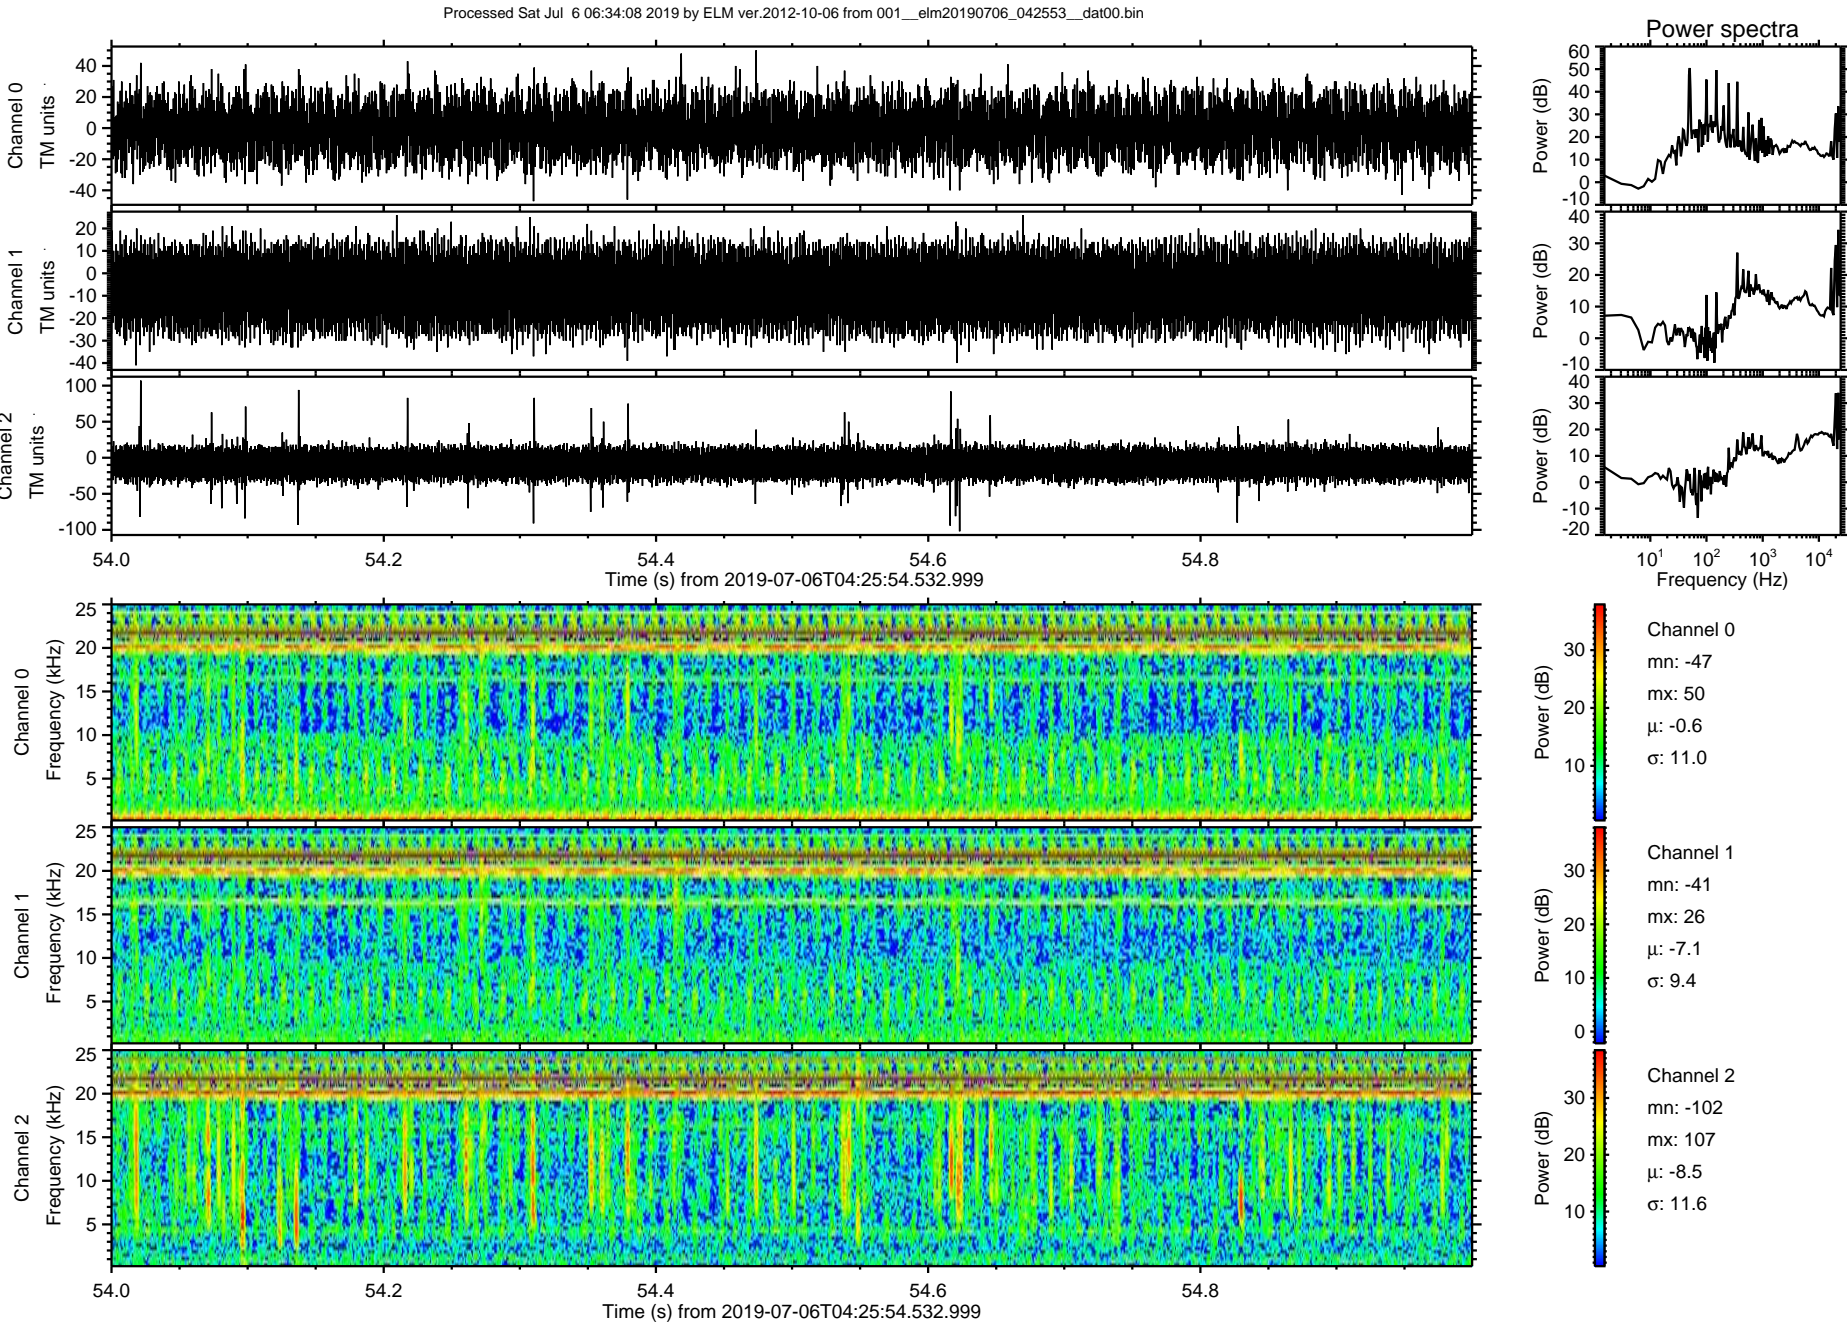 Processed Sat Jul 6 06:34:08 2019 by ELM ver.2012-10-06 from 001__elm20190706_042553__dat00.bin
Power spectra
Channel 0
TM units
40
20
0
-20
-40
Power (dB)
60
50
40
30
20
10
0
-10
Channel 1
TM units
20
10
0
-10
-20
-30
-40
Power (dB)
40
30
20
10
0
-10
Channel 2
TM units
100
50
0
-50
-100
Power (dB)
40
30
20
10
0
-10
-20
54.0 54.2 54.4 54.6 54.8
Time (s) from 2019-07-06T04:25:54.532.999
10¹ 10² 10³ 10⁴
Frequency (Hz)
Channel 0
Frequency (kHz)
25
20
15
10
5
Power (dB)
30
20
10
Channel 0
mn: -47
mx: 50
μ: -0.6
σ: 11.0
Channel 1
Frequency (kHz)
25
20
15
10
5
Power (dB)
30
20
10
0
Channel 1
mn: -41
mx: 26
μ: -7.1
σ: 9.4
Channel 2
Frequency (kHz)
25
20
15
10
5
Power (dB)
30
20
10
Channel 2
mn: -102
mx: 107
μ: -8.5
σ: 11.6
54.0 54.2 54.4 54.6 54.8
Time (s) from 2019-07-06T04:25:54.532.999